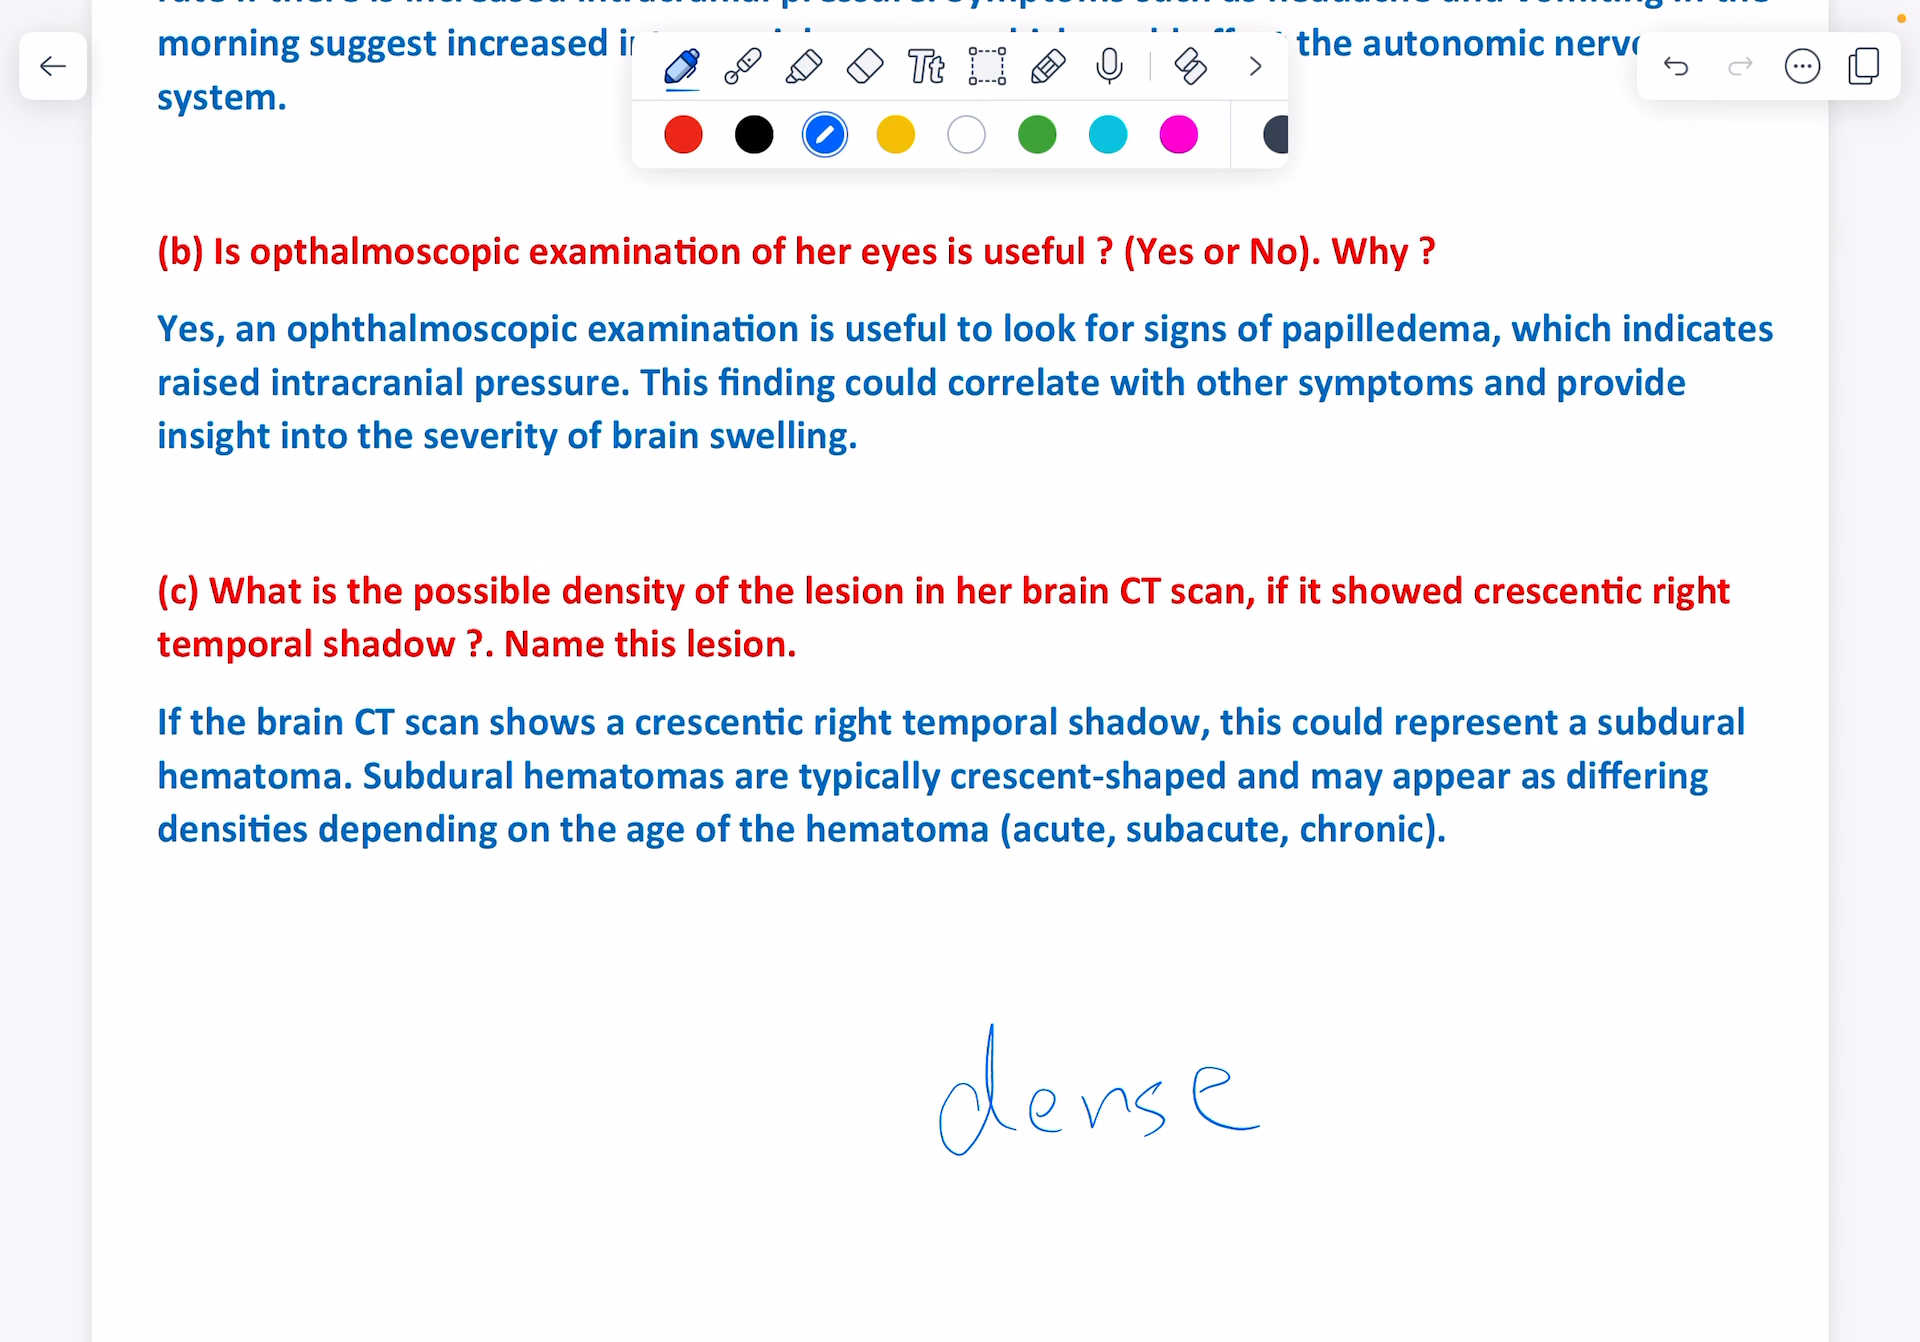 morning suggest increased
the autonomic
system.
Tt
(b) Is opthalmoscopic examination of her eyes is useful ? (Yes or No). Why ?
Yes, an ophthalmoscopic examination is useful to look for signs of papilledema, which indicates
raised intracranial pressure. This finding could correlate with other symptoms and provide
insight into the severity of brain swelling.
(c) What is the possible density of the lesion in her brain CT scan, if it showed crescentic right
temporal shadow ?. Name this lesion.
If the brain CT scan shows a crescentic right temporal shadow, this could represent a subdural
hematoma. Subdural hematomas are typically crescent-shaped and may appear as differing
densities depending on the age of the hematoma (acute, subacute, chronic).
dense